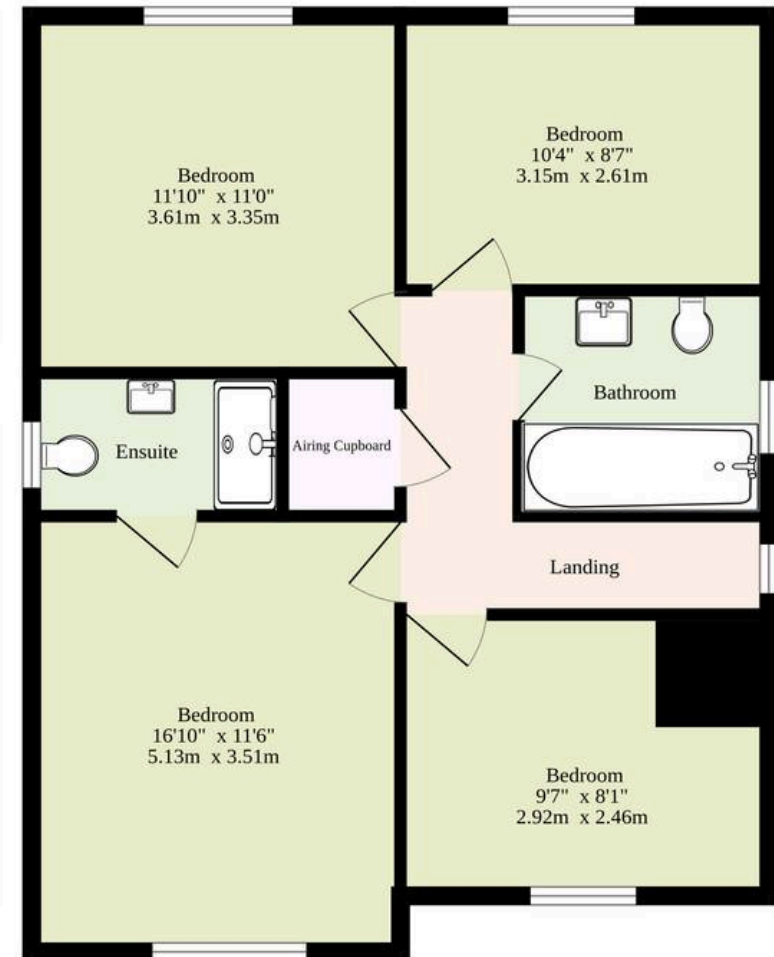 Bedroom
11'10" x 11'0"
3.61m x 3.35m
Bedroom
10'4" x 8'7"
3.15m x 2.61m
Bathroom
Ensuite
Airing Cupboard
Landing
Bedroom
16'10" x 11'6"
5.13m x 3.51m
Bedroom
9'7" x 8'1"
2.92m x 2.46m